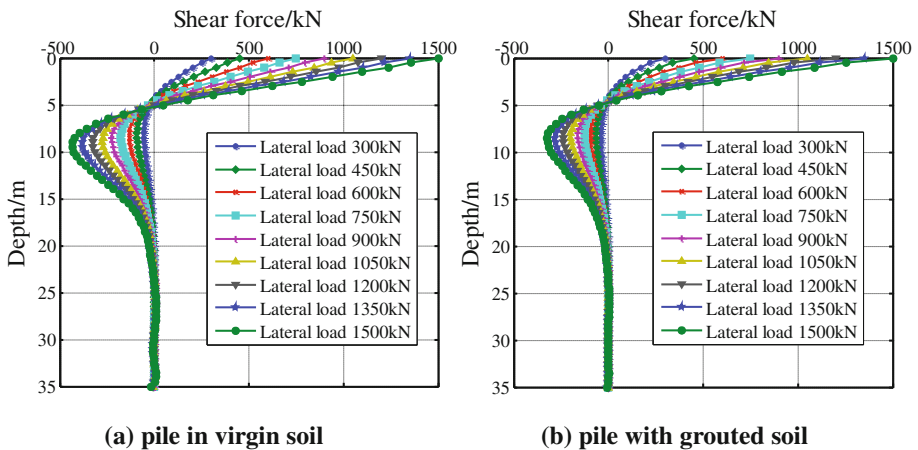 Shear force/kN
-500 0 500 1000 1500
0
5
10
15
20
25
30
35
Depth/m
Lateral load 300kN
Lateral load 450kN
Lateral load 600kN
Lateral load 750kN
Lateral load 900kN
Lateral load 1050kN
Lateral load 1200kN
Lateral load 1350kN
Lateral load 1500kN
(a) pile in virgin soil
Shear force/kN
-500 0 500 1000 1500
0
5
10
15
20
25
30
35
Depth/m
Lateral load 300kN
Lateral load 450kN
Lateral load 600kN
Lateral load 750kN
Lateral load 900kN
Lateral load 1050kN
Lateral load 1200kN
Lateral load 1350kN
Lateral load 1500kN
(b) pile with grouted soil